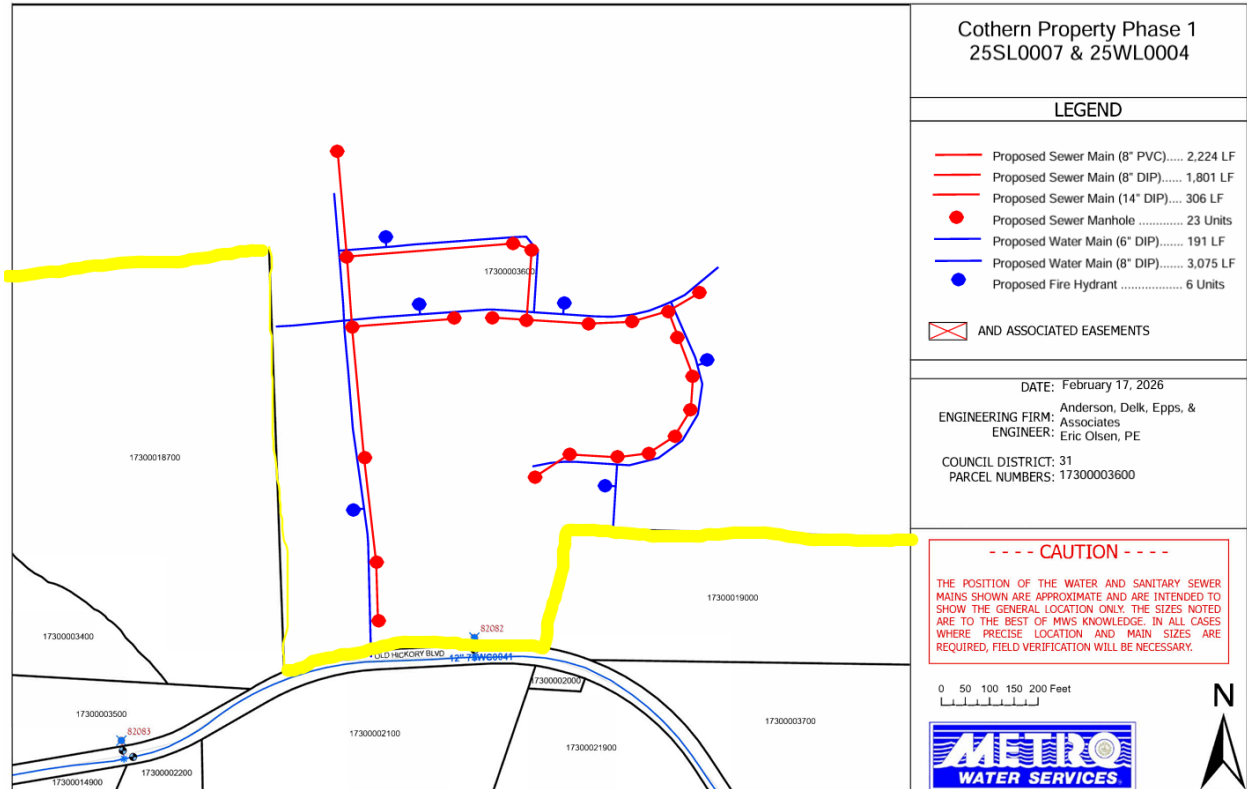 Cothern Property Phase 1
25SL0007 & 25WL0004
LEGEND
Proposed Sewer Main (8" PVC)..... 2,224 LF
Proposed Sewer Main (8" DIP)...... 1,801 LF
Proposed Sewer Main (14" DIP).... 306 LF
Proposed Sewer Manhole ............ 23 Units
Proposed Water Main (6" DIP)....... 191 LF
Proposed Water Main (8" DIP)....... 3,075 LF
Proposed Fire Hydrant .................. 6 Units
AND ASSOCIATED EASEMENTS
DATE: February 17, 2026
ENGINEERING FIRM: Anderson, Delk, Epps, &
Associates
ENGINEER: Eric Olsen, PE
COUNCIL DISTRICT: 31
PARCEL NUMBERS: 17300003600
- - - - CAUTION - - - -
THE POSITION OF THE WATER AND SANITARY SEWER
MAINS SHOWN ARE APPROXIMATE AND ARE INTENDED TO
SHOW THE GENERAL LOCATION ONLY. THE SIZES NOTED
ARE TO THE BEST OF MWS KNOWLEDGE. IN ALL CASES
WHERE PRECISE LOCATION AND MAIN SIZES ARE
REQUIRED, FIELD VERIFICATION WILL BE NECESSARY.
0 50 100 150 200 Feet
N
METRO
WATER SERVICES
17300003600
17300018700
17300019000
17300003400
82082
OLD HICKORY BLVD
17300002000
17300003500
82083
17300002100
17300003700
17300021900
17300002200
17300014900